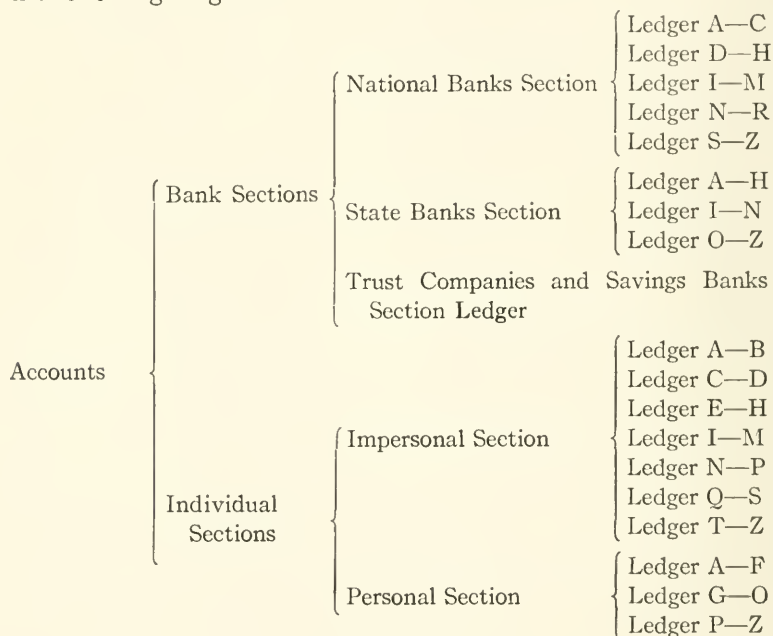 Ledger A—C
Ledger D—H
National Banks Section Ledger I—M
Ledger N—R
Ledger S—Z
Bank Sections
Ledger A—H
State Banks Section Ledger I—N
Ledger O—Z
Trust Companies and Savings Banks
Section Ledger
Accounts
Ledger A—B
Ledger C—D
Ledger E—H
Impersonal Section Ledger I—M
Ledger N—P
Individual
Sections
Ledger Q—S
Ledger T—Z
Ledger A—F
Personal Section Ledger G—O
Ledger P—Z